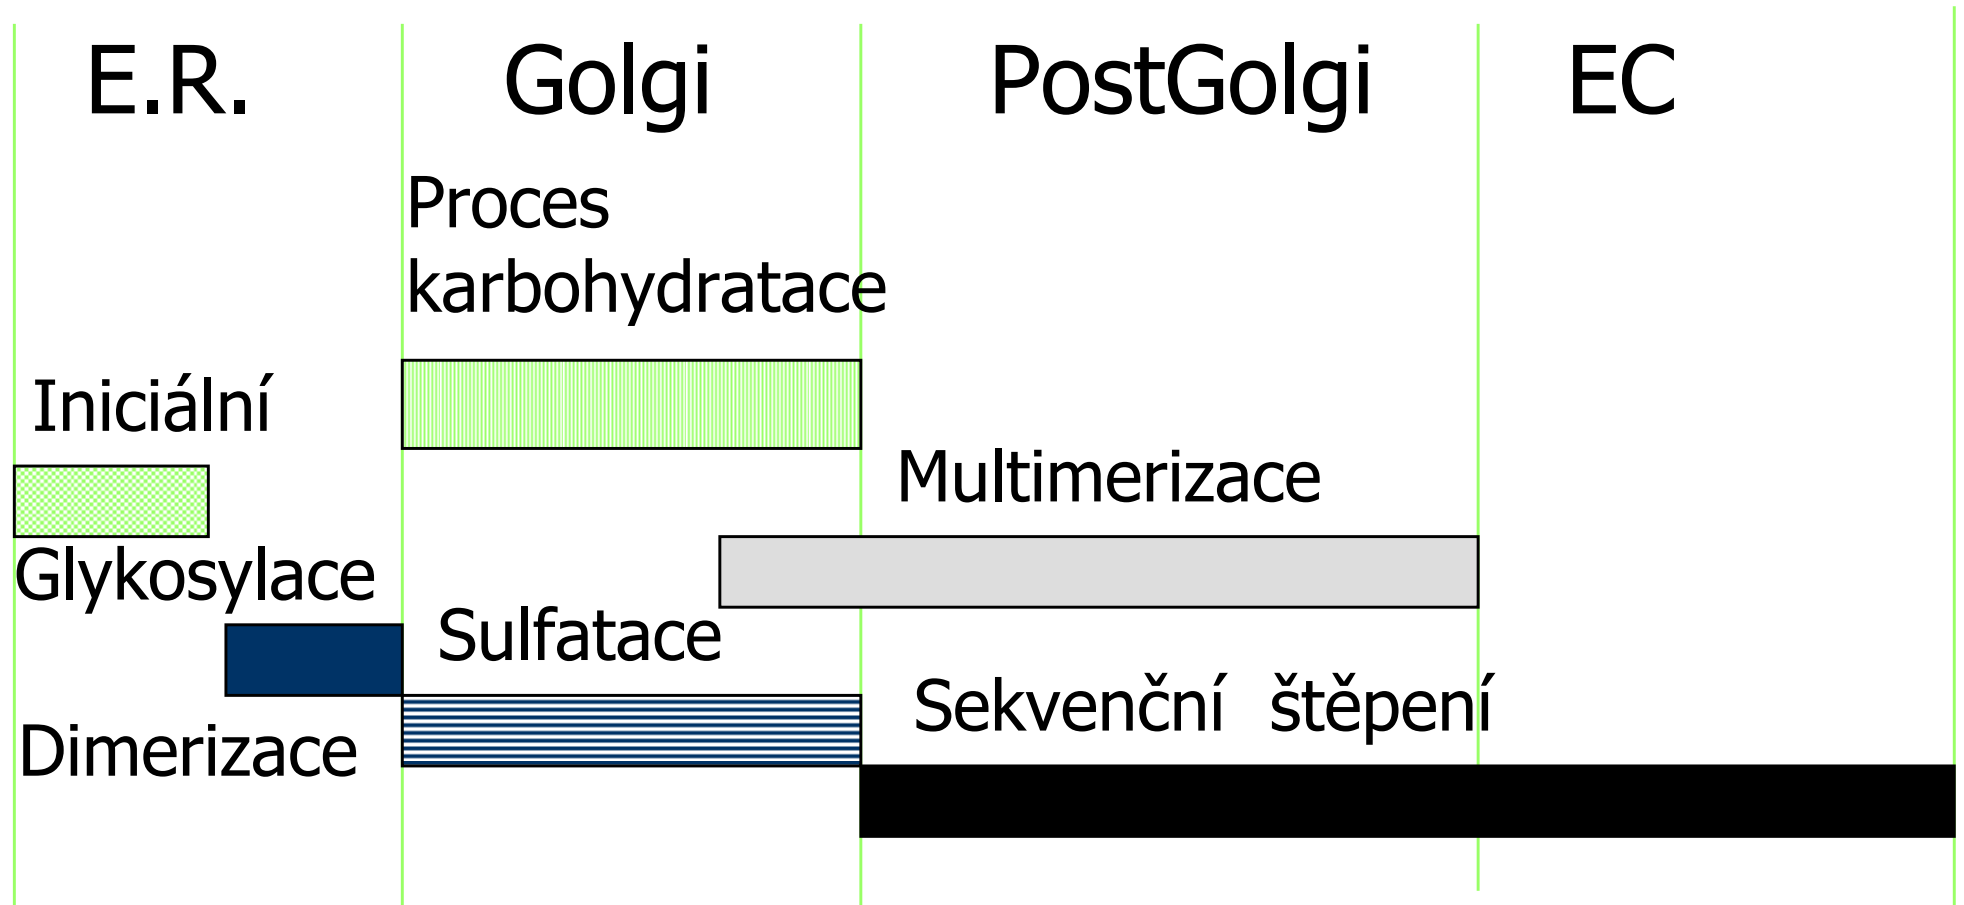 E.R.
Golgi
PostGolgi
EC
Proces
karbohydratace
Iniciální
Glykosylace
Multimerizace
Sulfatace
Dimerizace
Sekvenční štěpení